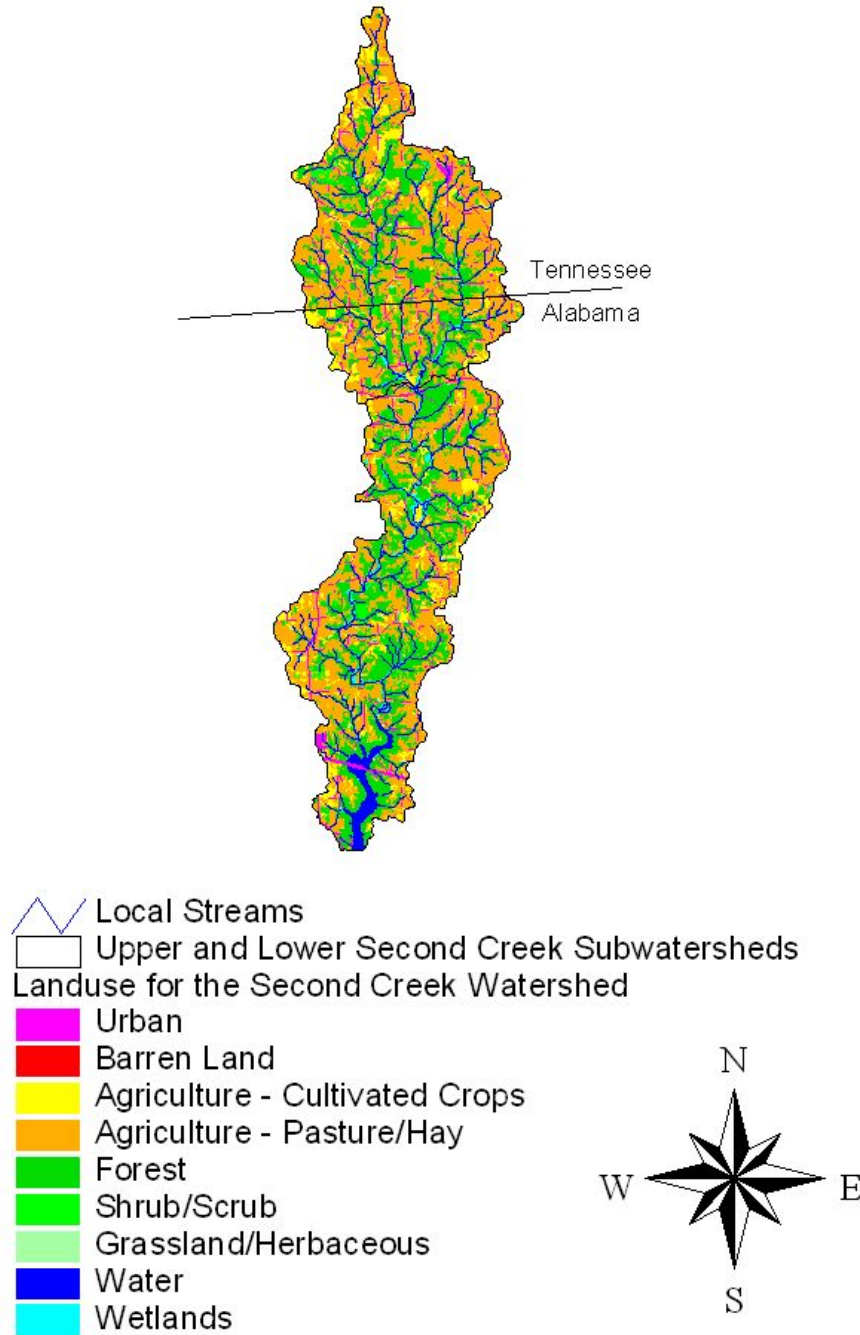 Tennessee
Alabama
Local Streams
Upper and Lower Second Creek Subwatersheds
Landuse for the Second Creek Watershed
Urban
Barren Land
Agriculture - Cultivated Crops
Agriculture - Pasture/Hay
Forest
Shrub/Scrub
Grassland/Herbaceous
Water
Wetlands
N
W E
S